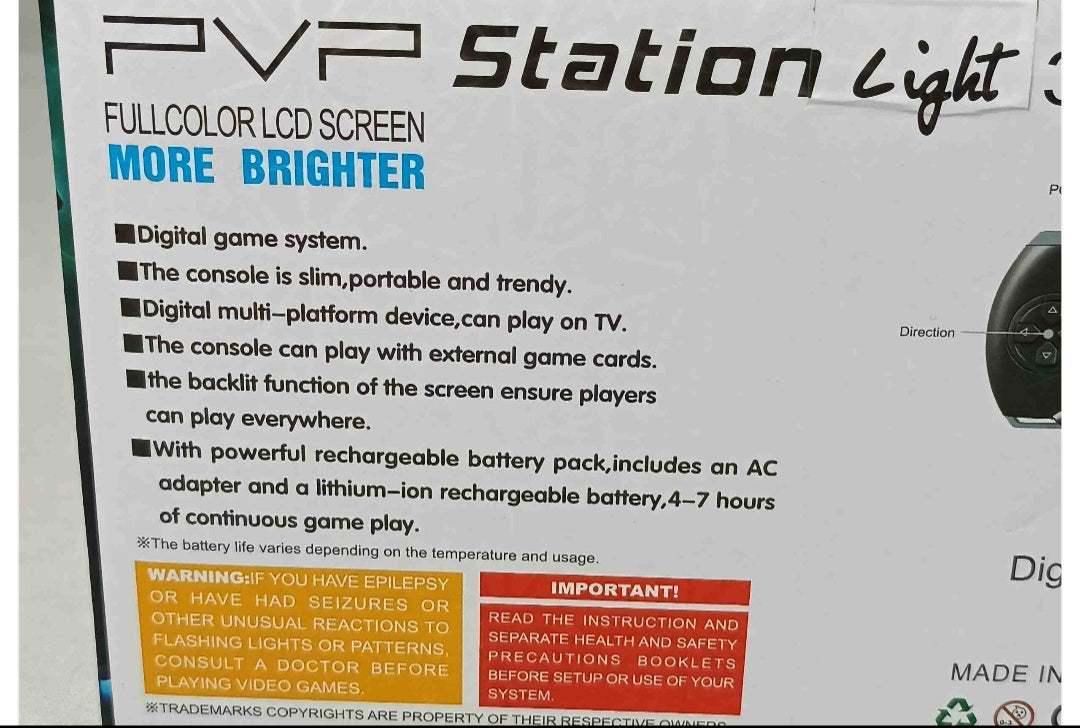 PVP Station Light
FULLCOLOR LCD SCREEN
MORE BRIGHTER
■Digital game system.
■The console is slim,portable and trendy.
■Digital multi–platform device,can play on TV.
■The console can play with external game cards.
■the backlit function of the screen ensure players
can play everywhere.
■With powerful rechargeable battery pack,includes an AC
adapter and a lithium–ion rechargeable battery,4–7 hours
of continuous game play.
※The battery life varies depending on the temperature and usage.
WARNING:IF YOU HAVE EPILEPSY
OR HAVE HAD SEIZURES OR
OTHER UNUSUAL REACTIONS TO
FLASHING LIGHTS OR PATTERNS,
CONSULT A DOCTOR BEFORE
PLAYING VIDEO GAMES.
IMPORTANT!
READ THE INSTRUCTION AND
SEPARATE HEALTH AND SAFETY
PRECAUTIONS BOOKLETS
BEFORE SETUP OR USE OF YOUR
SYSTEM.
※TRADEMARKS COPYRIGHTS ARE PROPERTY OF THEIR RESPECTIVE OWNERS
Direction
Dig
MADE IN